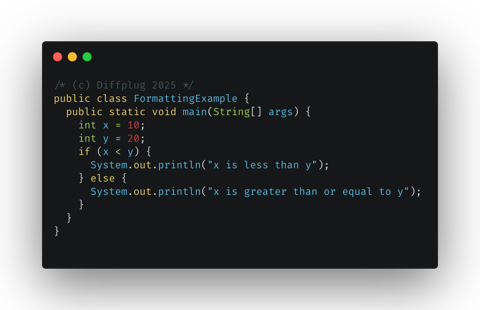 /* (c) Diffplug 2025 */
public class FormattingExample {
  public static void main(String[] args) {
    int x = 10;
    int y = 20;
    if (x < y) {
      System.out.println("x is less than y");
    } else {
      System.out.println("x is greater than or equal to y");
    }
  }
}